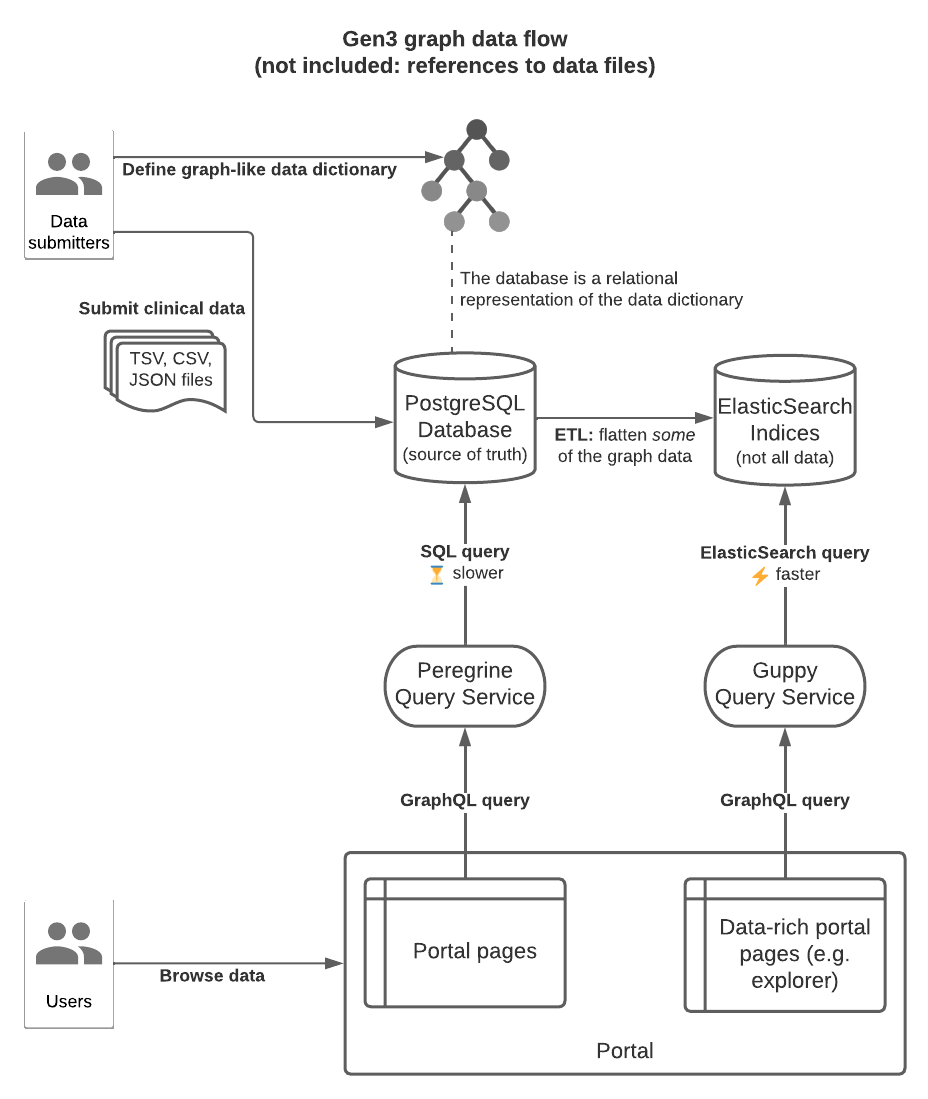 Gen3 graph data flow
(not included: references to data files)
Define graph-like data dictionary
Data
submitters
The database is a relational
representation of the data dictionary
Submit clinical data
TSV, CSV,
JSON files
PostgreSQL
Database
(source of truth)
ETL: flatten some
of the graph data
ElasticSearch
Indices
(not all data)
SQL query
⏳ slower
ElasticSearch query
⚡ faster
Peregrine
Query Service
Guppy
Query Service
GraphQL query
GraphQL query
Users
Browse data
Portal pages
Data-rich portal
pages (e.g.
explorer)
Portal